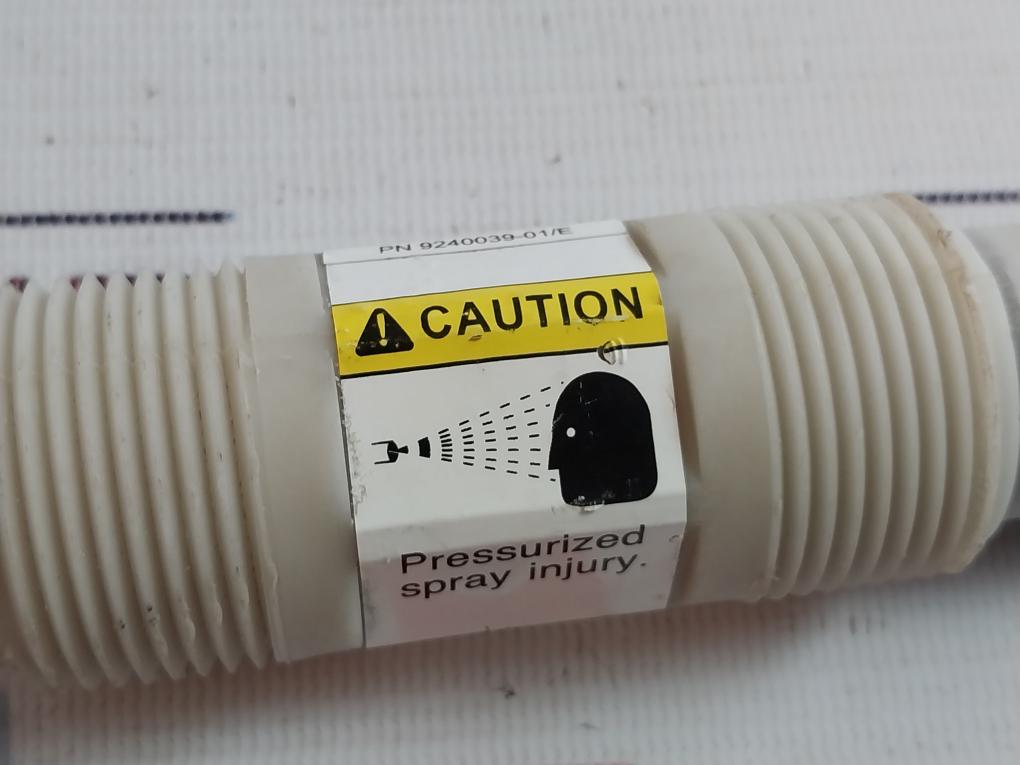 PN 9240039-01/E
CAUTION
Pressurized
spray injury.